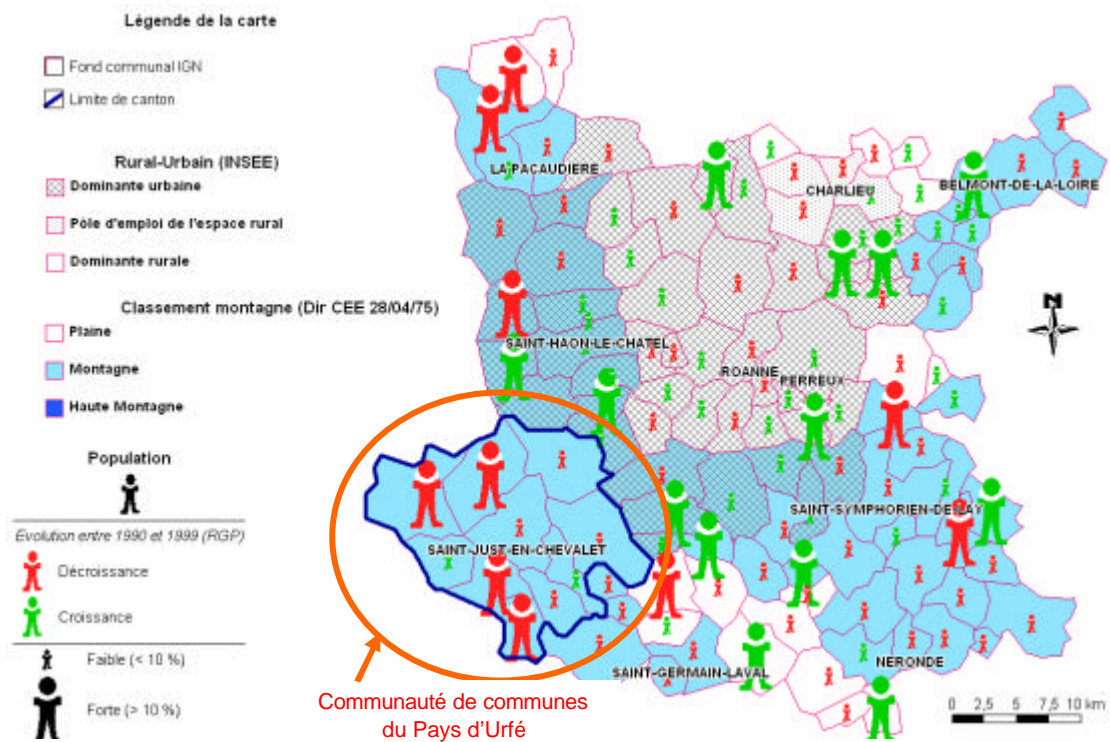 Légende de la carte
Fond communal IGN
Limite de canton
Rural-Urbain (INSEE)
Dominante urbaine
Pôle d'emploi de l'espace rural
Dominante rurale
Classement montagne (Dir CEE 28/04/75)
Plaine
Montagne
Haute Montagne
Population
Evolution entre 1990 et 1999 (RGP)
Décroissance
Croissance
Faible (< 10 %)
Forte (> 10 %)
LA PACAUDIERE
CHARLIEU
BELMONT-DE-LA-LOIRE
N
SAINT-HAON-LE-CHATEL
ROANNE
PERREUX
SAINT-SYMPHORIEN-DE-LAY
SAINT-JUST-EN-CHEVALET
SAINT-GERMAIN-LAVAL
NERONDE
0 2,5 5 7,5 10 km
Communauté de communes
du Pays d'Urfé